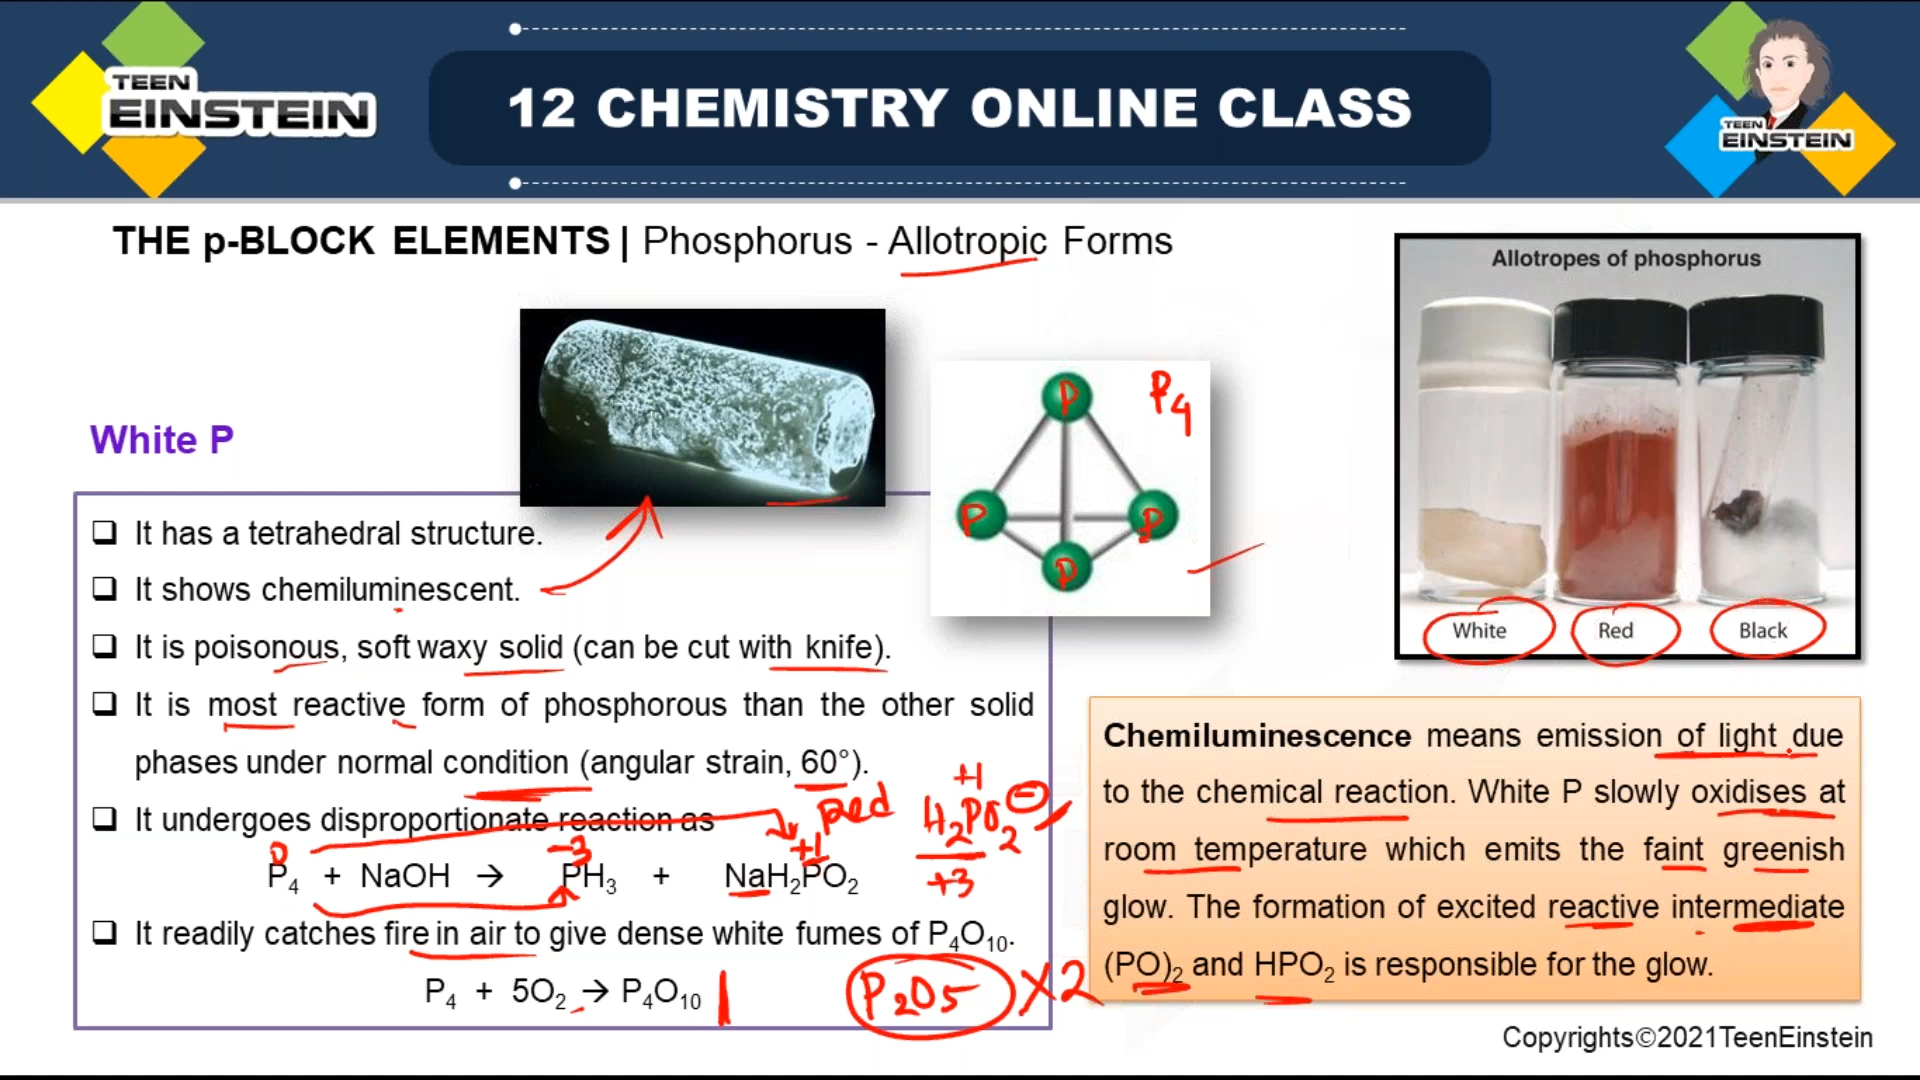 TEEN
EINSTEIN
12 CHEMISTRY ONLINE CLASS
TEEN
EINSTEIN
THE p-BLOCK ELEMENTS | Phosphorus - Allotropic Forms
Allotropes of phosphorus
White
Red
Black
P₄
P
P
P
P
White P
❑ It has a tetrahedral structure.
❑ It shows chemiluminescent.
❑ It is poisonous, soft waxy solid (can be cut with knife).
❑ It is most reactive form of phosphorous than the other solid
phases under normal condition (angular strain, 60°).
❑ It undergoes disproportionate reaction as
Red
+1
H₂PO₂⊖
+3
0
-3
+1
P₄ + NaOH → PH₃ + NaH₂PO₂
❑ It readily catches fire in air to give dense white fumes of P₄O₁₀.
P₄ + 5O₂ → P₄O₁₀
P₂O₅ ×2
Chemiluminescence means emission of light due
to the chemical reaction. White P slowly oxidises at
room temperature which emits the faint greenish
glow. The formation of excited reactive intermediate
(PO)₂ and HPO₂ is responsible for the glow.
Copyrights©2021TeenEinstein